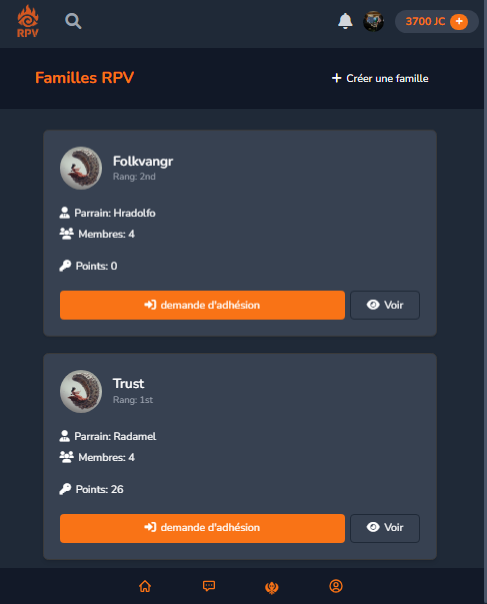 RPV
3700 JC
Familles RPV
Créer une famille
Folkvangr
Rang: 2nd
Parrain: Hradolfo
Membres: 4
Points: 0
demande d'adhésion
Voir
Trust
Rang: 1st
Parrain: Radamel
Membres: 4
Points: 26
demande d'adhésion
Voir